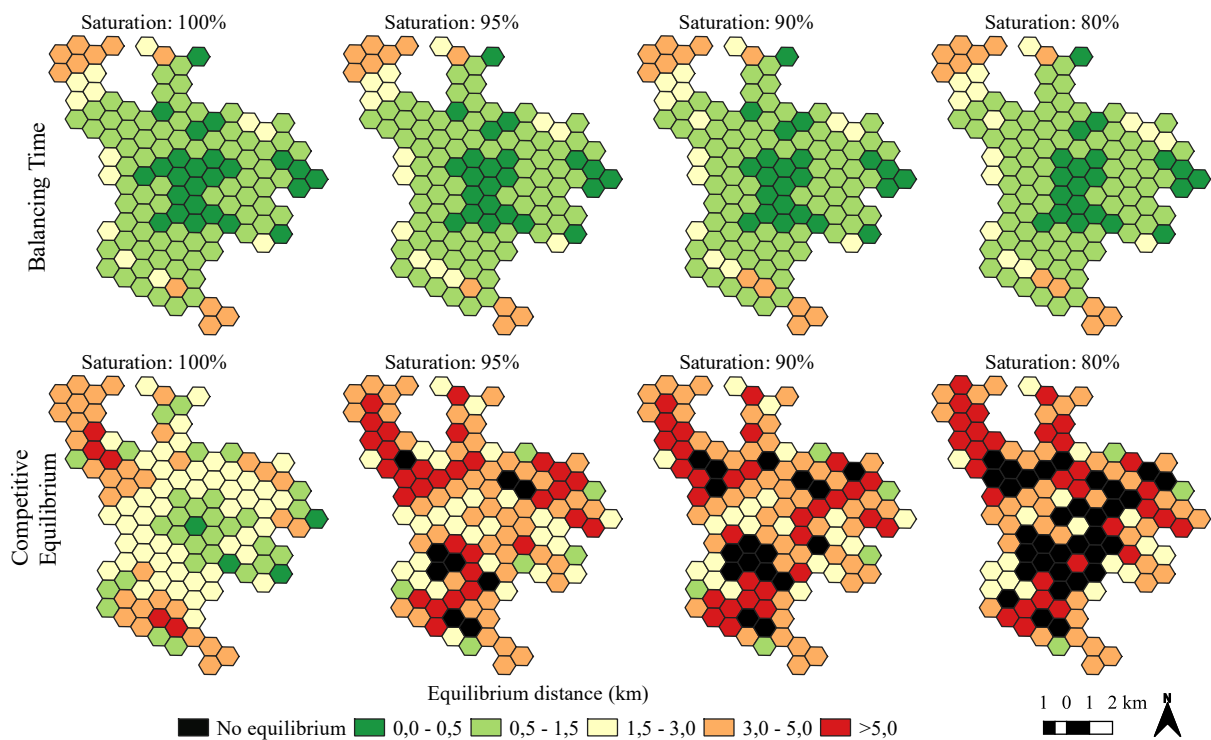 Saturation: 100%
Saturation: 95%
Saturation: 90%
Saturation: 80%
Balancing Time
Saturation: 100%
Saturation: 95%
Saturation: 90%
Saturation: 80%
Competitive
Equilibrium
Equilibrium distance (km)
No equilibrium
0,0 - 0,5
0,5 - 1,5
1,5 - 3,0
3,0 - 5,0
>5,0
1 0 1 2 km
N